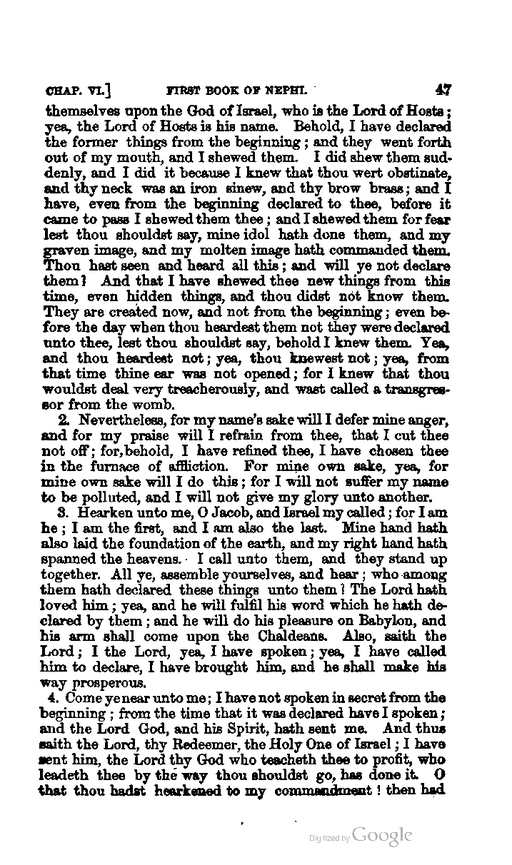 CHAP. VI.] FIRST BOOK OF NEPHI. 47
themselves upon the God of Israel, who is the Lord of Hosts;
yea, the Lord of Hosts is his name. Behold, I have declared
the former things from the beginning; and they went forth
out of my mouth, and I shewed them. I did shew them sud-
denly, and I did it because I knew that thou wert obstinate,
and thy neck was an iron sinew, and thy brow brass; and I
have, even from the beginning declared to thee, before it
came to pass I shewed them thee; and I shewed them for fear
lest thou shouldst say, mine idol hath done them, and my
graven image, and my molten image hath commanded them.
Thou hast seen and heard all this; and will ye not declare
them? And that I have shewed thee new things from this
time, even hidden things, and thou didst not know them.
They are created now, and not from the beginning; even be-
fore the day when thou heardest them not they were declared
unto thee, lest thou shouldst say, behold I knew them. Yea,
and thou heardest not; yea, thou knewest not; yea, from
that time thine ear was not opened; for I knew that thou
wouldst deal very treacherously, and wast called a transgres-
sor from the womb.
2. Nevertheless, for my name's sake will I defer mine anger,
and for my praise will I refrain from thee, that I cut thee
not off; for, behold, I have refined thee, I have chosen thee
in the furnace of affliction. For mine own sake, yea, for
mine own sake will I do this; for I will not suffer my name
to be polluted, and I will not give my glory unto another.
3. Hearken unto me, O Jacob, and Israel my called; for I am
he; I am the first, and I am also the last. Mine hand hath
also laid the foundation of the earth, and my right hand hath
spanned the heavens. I call unto them, and they stand up
together. All ye, assemble yourselves, and hear; who among
them hath declared these things unto them? The Lord hath
loved him; yea, and he will fulfil his word which he hath de-
clared by them; and he will do his pleasure on Babylon, and
his arm shall come upon the Chaldeans. Also, saith the
Lord; I the Lord, yea, I have spoken; yea, I have called
him to declare, I have brought him, and he shall make his
way prosperous.
4. Come ye near unto me; I have not spoken in secret from the
beginning; from the time that it was declared have I spoken;
and the Lord God, and his Spirit, hath sent me. And thus
saith the Lord, thy Redeemer, the Holy One of Israel; I have
sent him, the Lord thy God who teacheth thee to profit, who
leadeth thee by the way thou shouldst go, has done it. O
that thou hadst hearkened to my commandment! then had
Digitized by Google